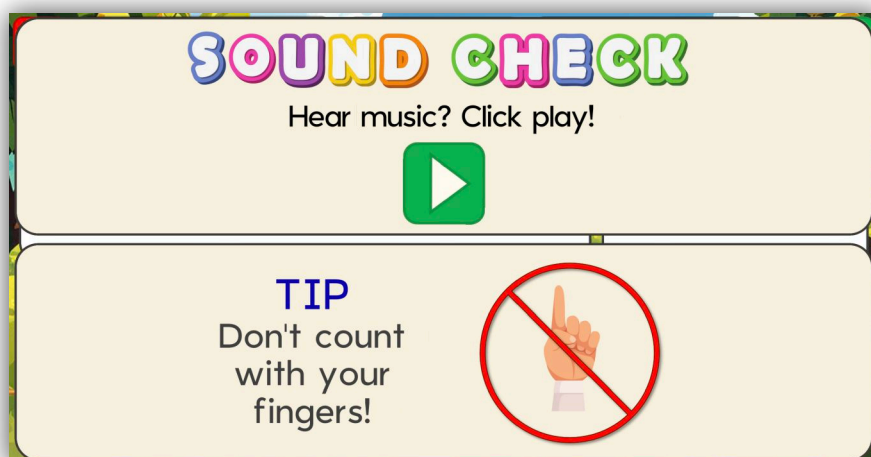 SOUND CHECK
Hear music? Click play!
TIP
Don't count
with your
fingers!